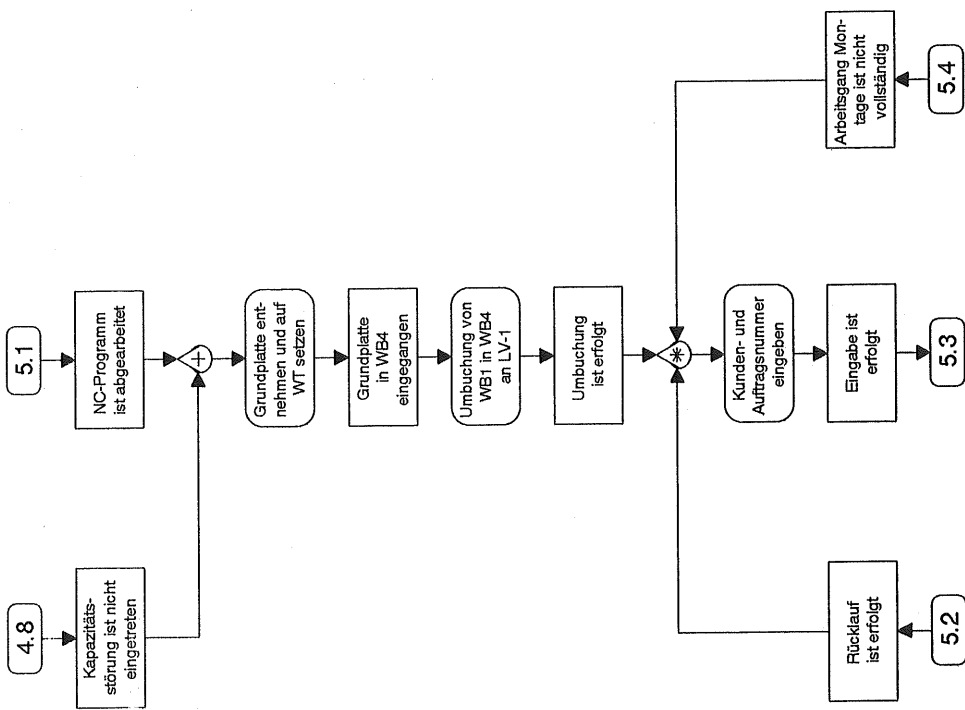 4.8
Kapazitäts-
störung ist nicht
eingetreten
5.1
NC-Programm
ist abgearbeitet
+
Grundplatte ent-
nehmen und auf
WT setzen
Grundplatte
in WB4
eingegangen
Umbuchung von
WB1 in WB4
an LV-1
Umbuchung
ist erfolgt
*
Kunden- und
Auftragsnummer
eingeben
Eingabe ist
erfolgt
5.3
Rücklauf
ist erfolgt
5.2
Arbeitsgang Mon-
tage ist nicht
vollständig
5.4